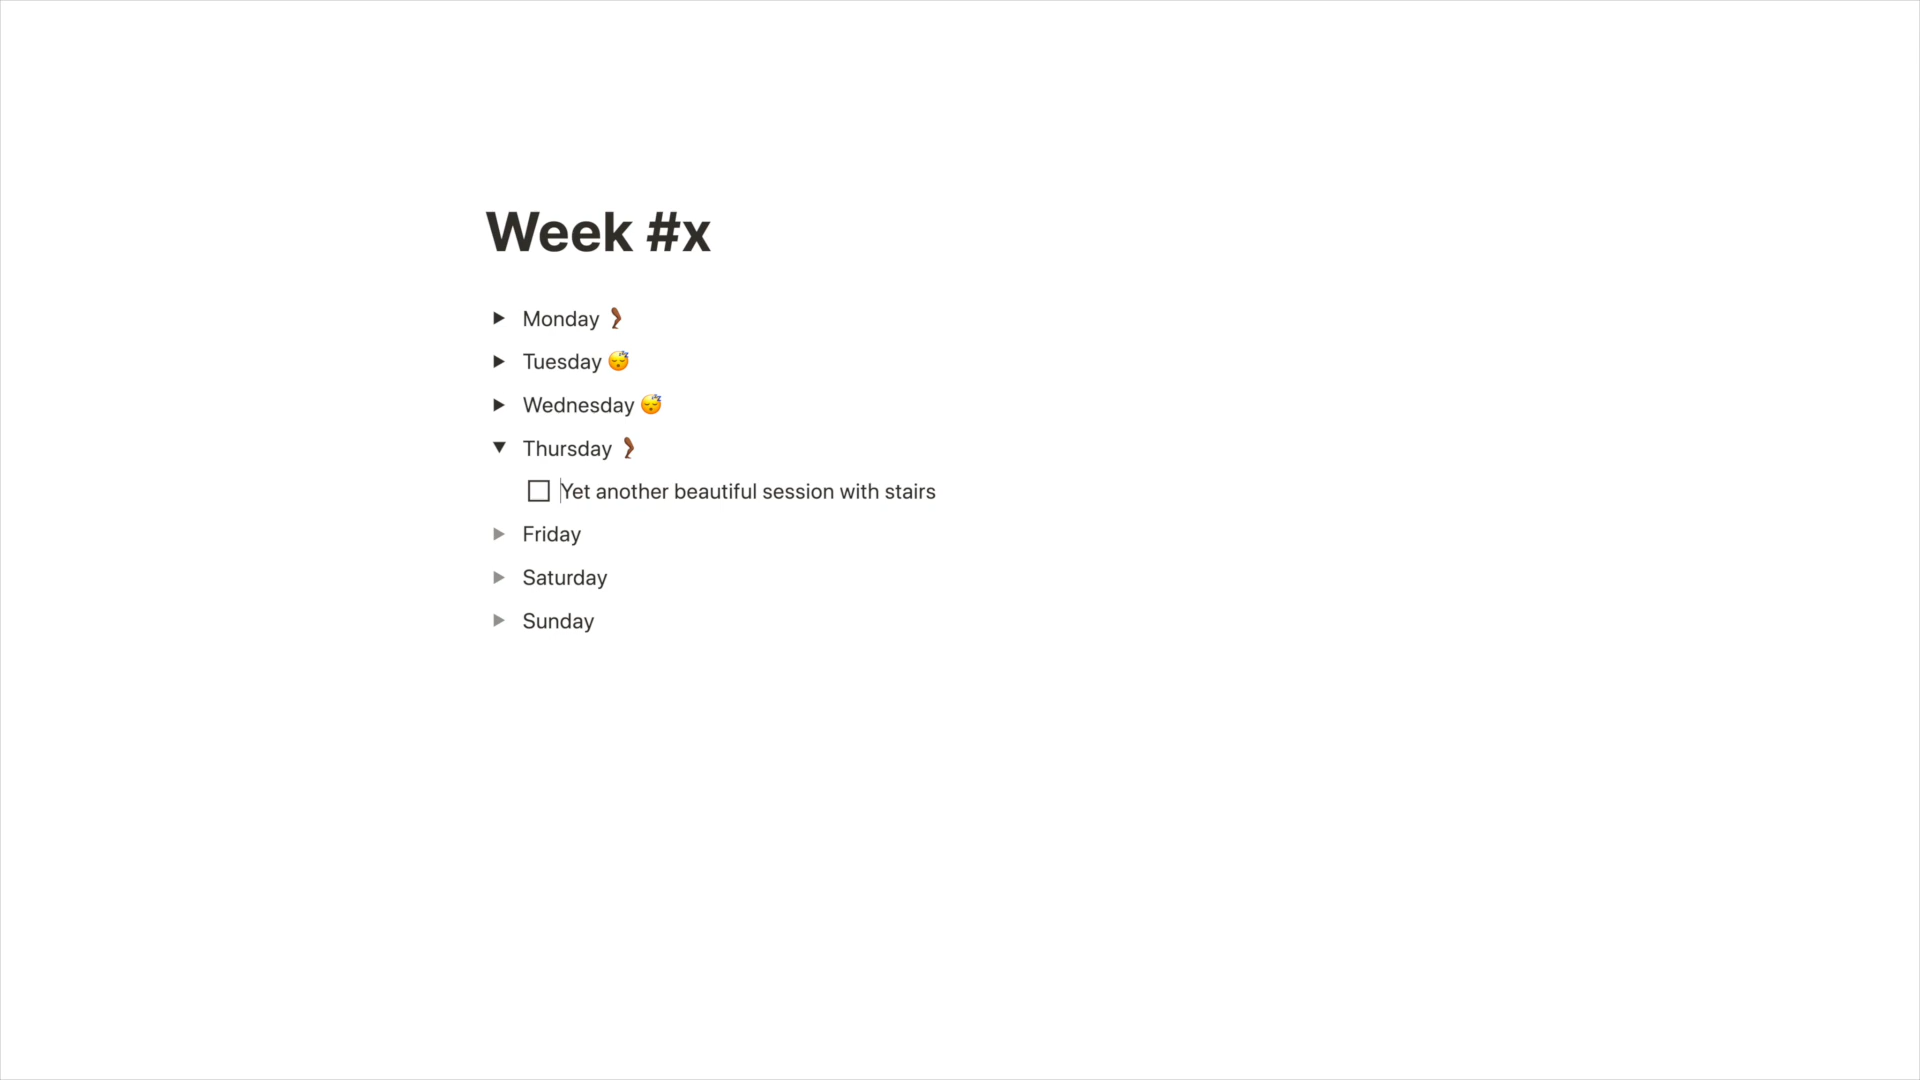 Week #x
Monday 🦵🏾
Tuesday 😴
Wednesday 😴
Thursday 🦵🏾
Yet another beautiful session with stairs
Friday
Saturday
Sunday